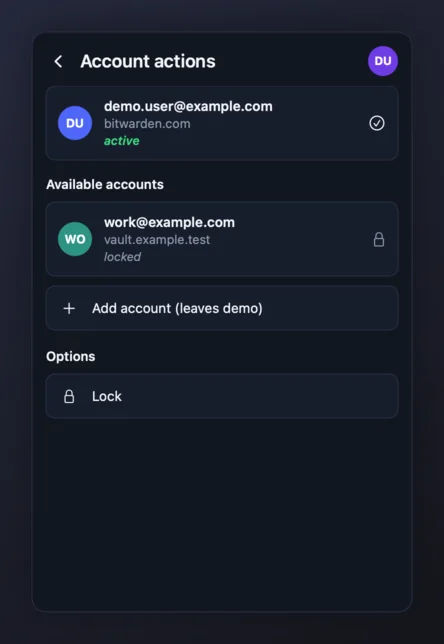 Account actions
DU
DU
demo.user@example.com
bitwarden.com
active
Available accounts
WO
work@example.com
vault.example.test
locked
Add account (leaves demo)
Options
Lock